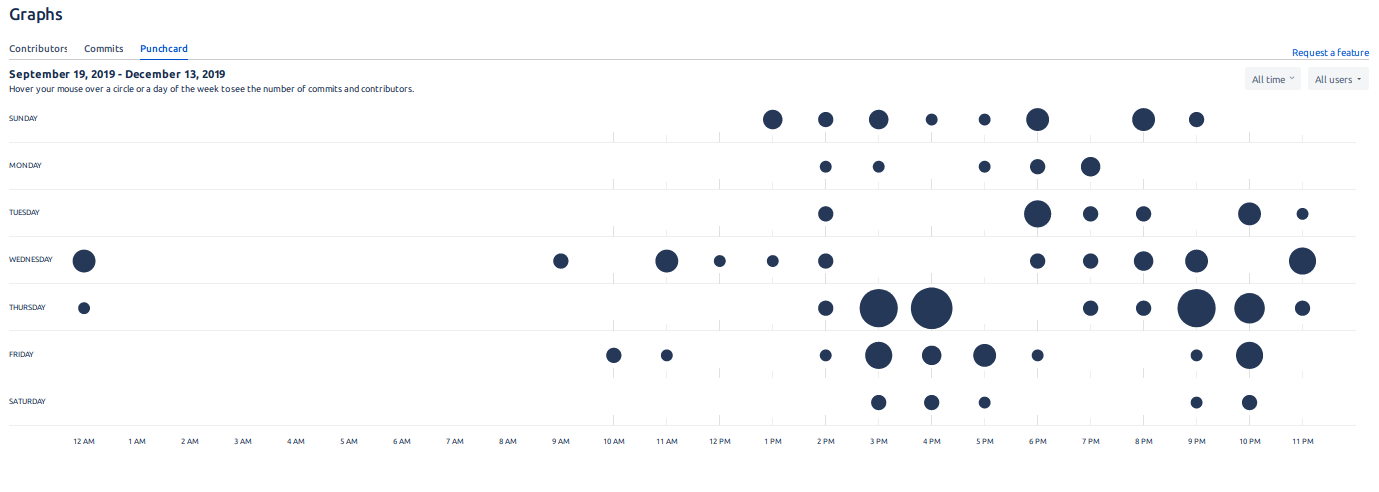 Graphs
Contributors Commits Punchcard
Request a feature
September 19, 2019 - December 13, 2019
Hover your mouse over a circle or a day of the week to see the number of commits and contributors.
All time All users
SUNDAY
MONDAY
TUESDAY
WEDNESDAY
THURSDAY
FRIDAY
SATURDAY
12 AM 1 AM 2 AM 3 AM 4 AM 5 AM 6 AM 7 AM 8 AM 9 AM 10 AM 11 AM 12 PM 1 PM 2 PM 3 PM 4 PM 5 PM 6 PM 7 PM 8 PM 9 PM 10 PM 11 PM